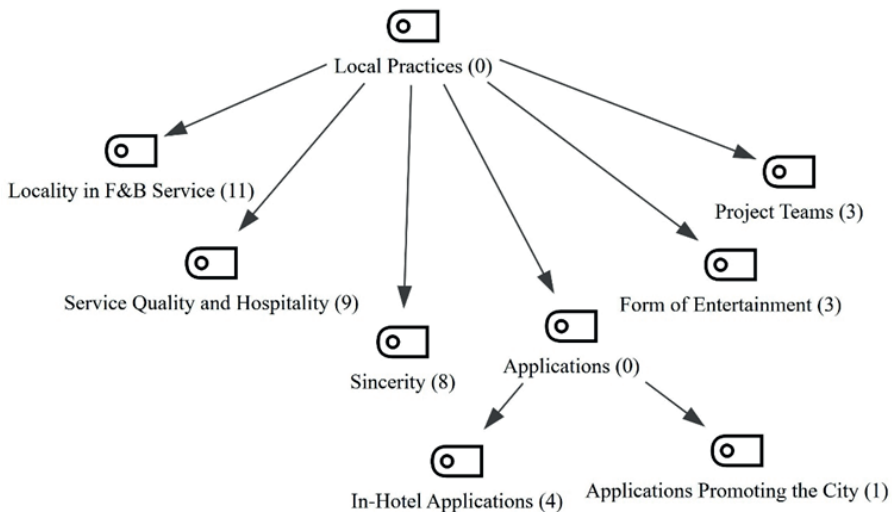 Local Practices (0)
Locality in F&B Service (11)
Project Teams (3)
Service Quality and Hospitality (9)
Form of Entertainment (3)
Sincerity (8)
Applications (0)
In-Hotel Applications (4)
Applications Promoting the City (1)